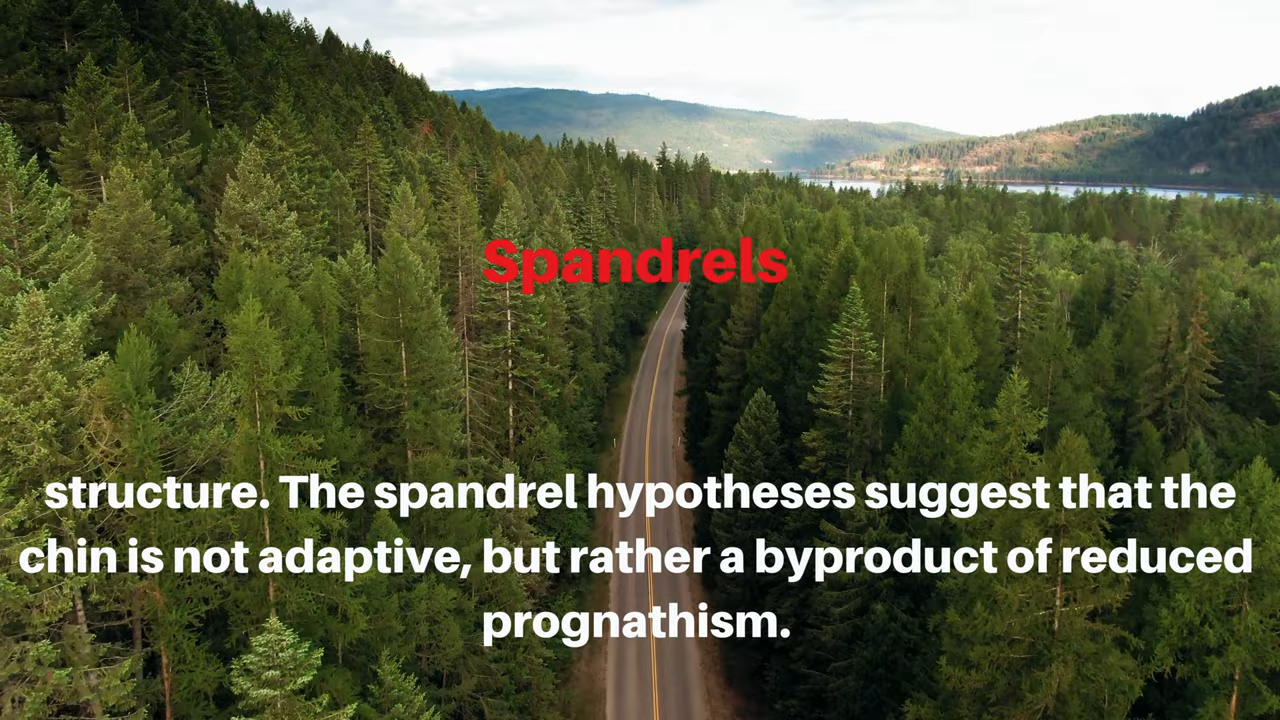 Spandrels
structure. The spandrel hypotheses suggest that the
chin is not adaptive, but rather a byproduct of reduced
prognathism.